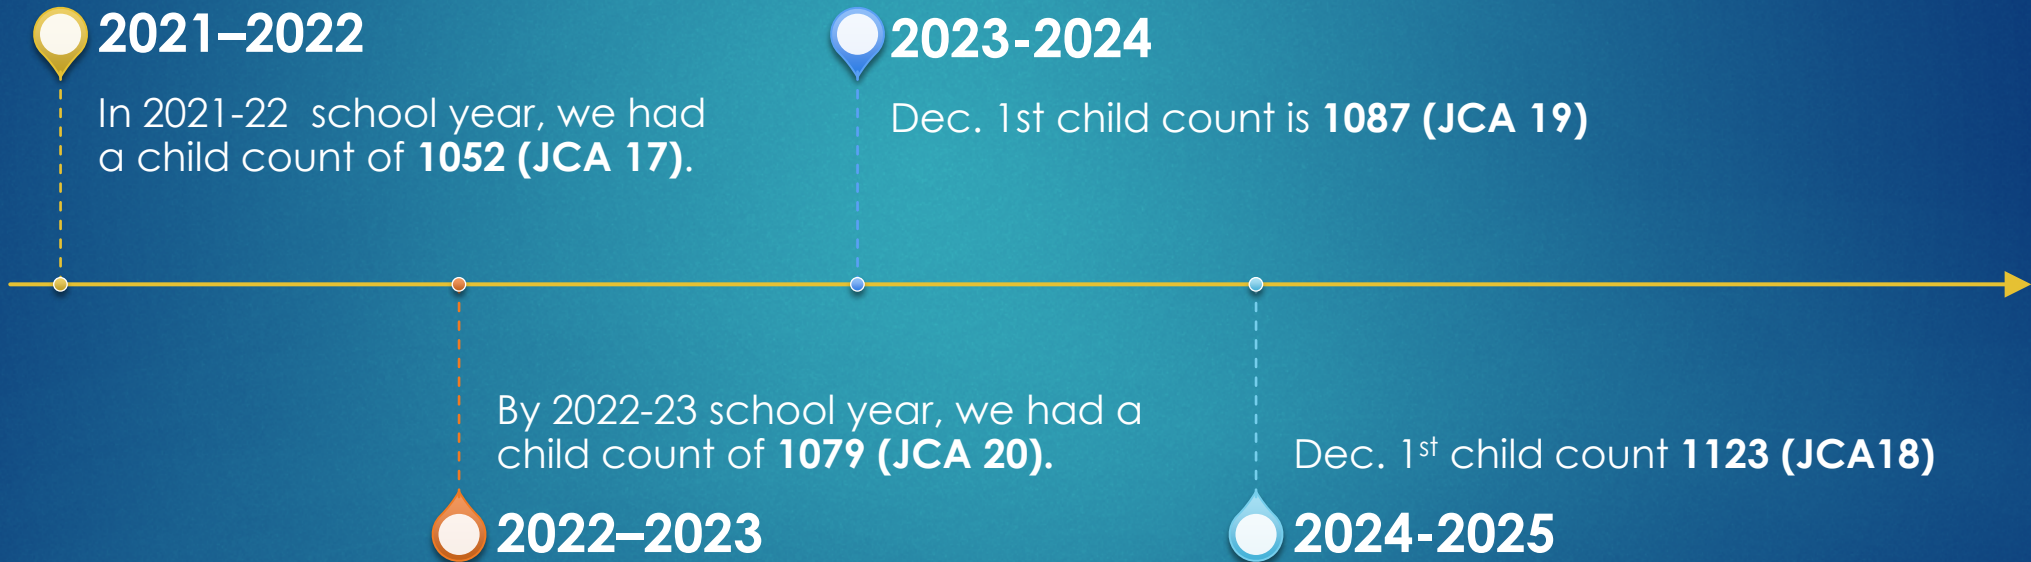 2021–2022
In 2021-22 school year, we had
a child count of 1052 (JCA 17).
2023-2024
Dec. 1st child count is 1087 (JCA 19)
By 2022-23 school year, we had a
child count of 1079 (JCA 20).
2022–2023
Dec. 1st child count 1123 (JCA18)
2024-2025